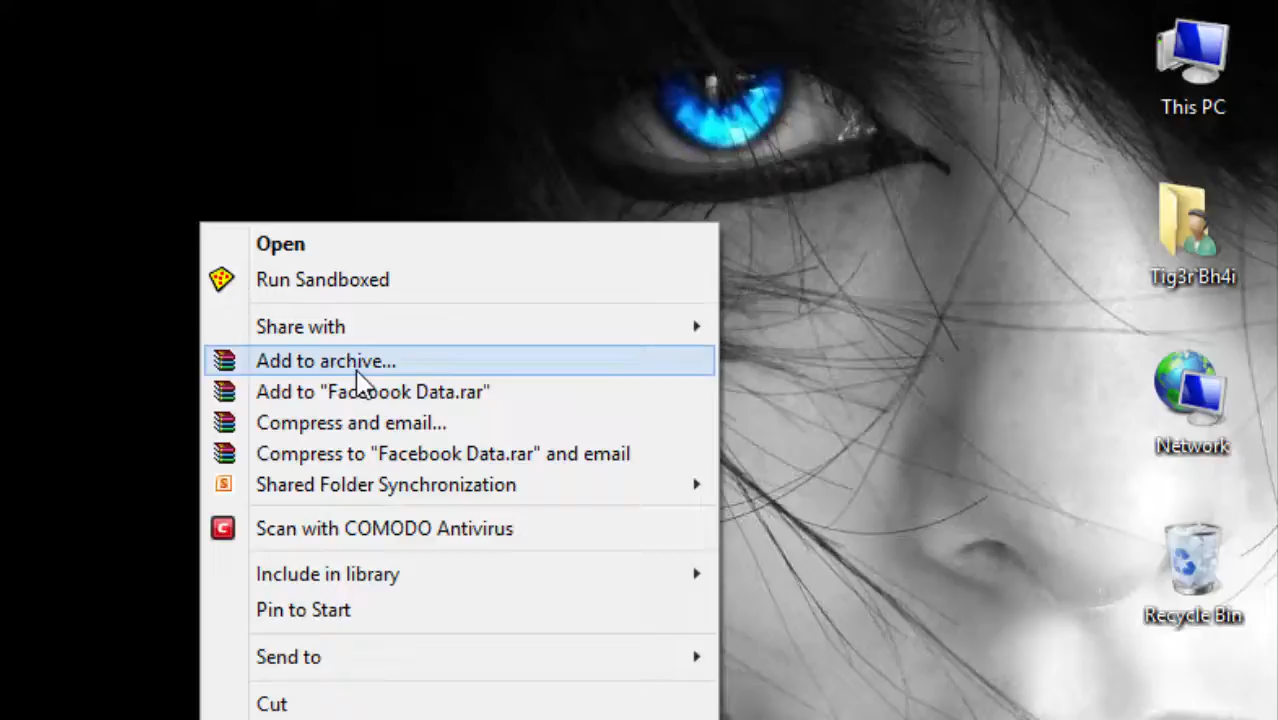 This PC
Open
Run Sandboxed
Tig3r Bh4i
Share with
Add to archive...
Add to "Facebook Data.rar"
Compress and email...
Network
Compress to "Facebook Data.rar" and email
Shared Folder Synchronization
Scan with COMODO Antivirus
Include in library
Pin to Start
Recycle Bin
Send to
Cut